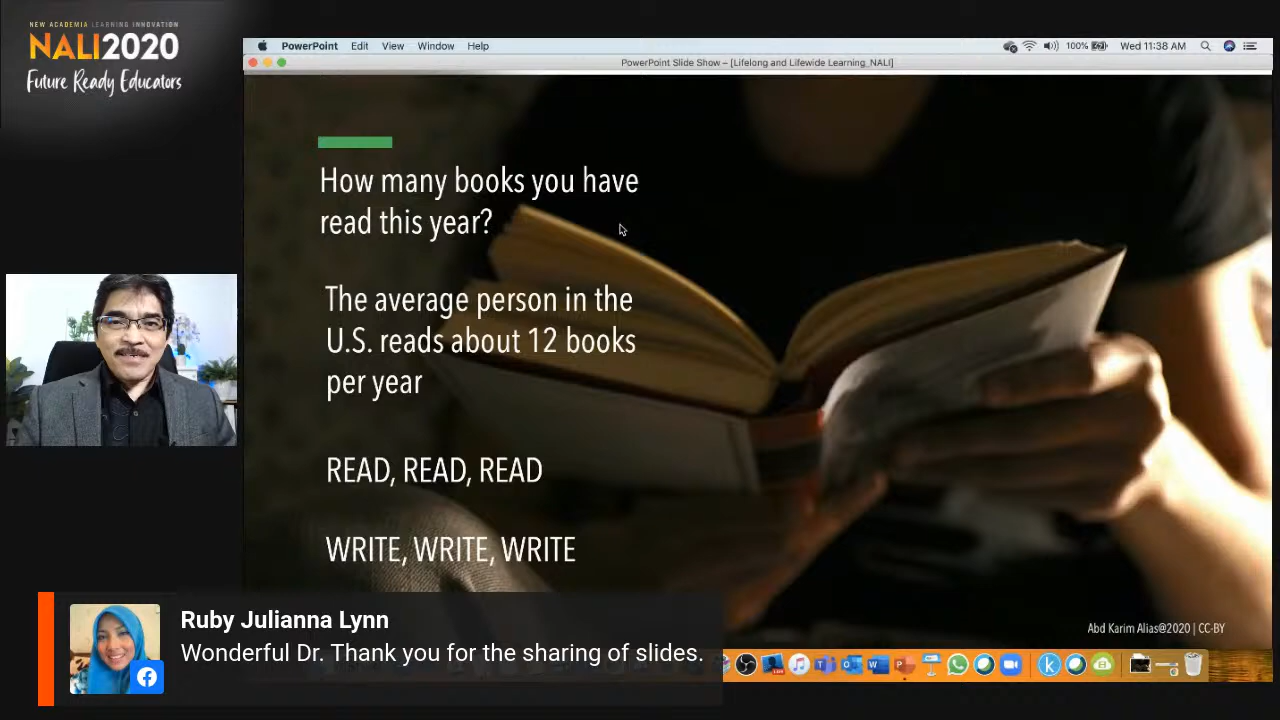 NEW ACADEMIA LEARNING INNOVATION
NALI2020
Future Ready Educators
PowerPoint Edit View Window Help
100% Wed 11:38 AM
PowerPoint Slide Show – [Lifelong and Lifewide Learning_NALI]
How many books you have
read this year?
The average person in the
U.S. reads about 12 books
per year
READ, READ, READ
WRITE, WRITE, WRITE
Abd Karim Alias@2020 | CC-BY
Ruby Julianna Lynn
Wonderful Dr. Thank you for the sharing of slides.